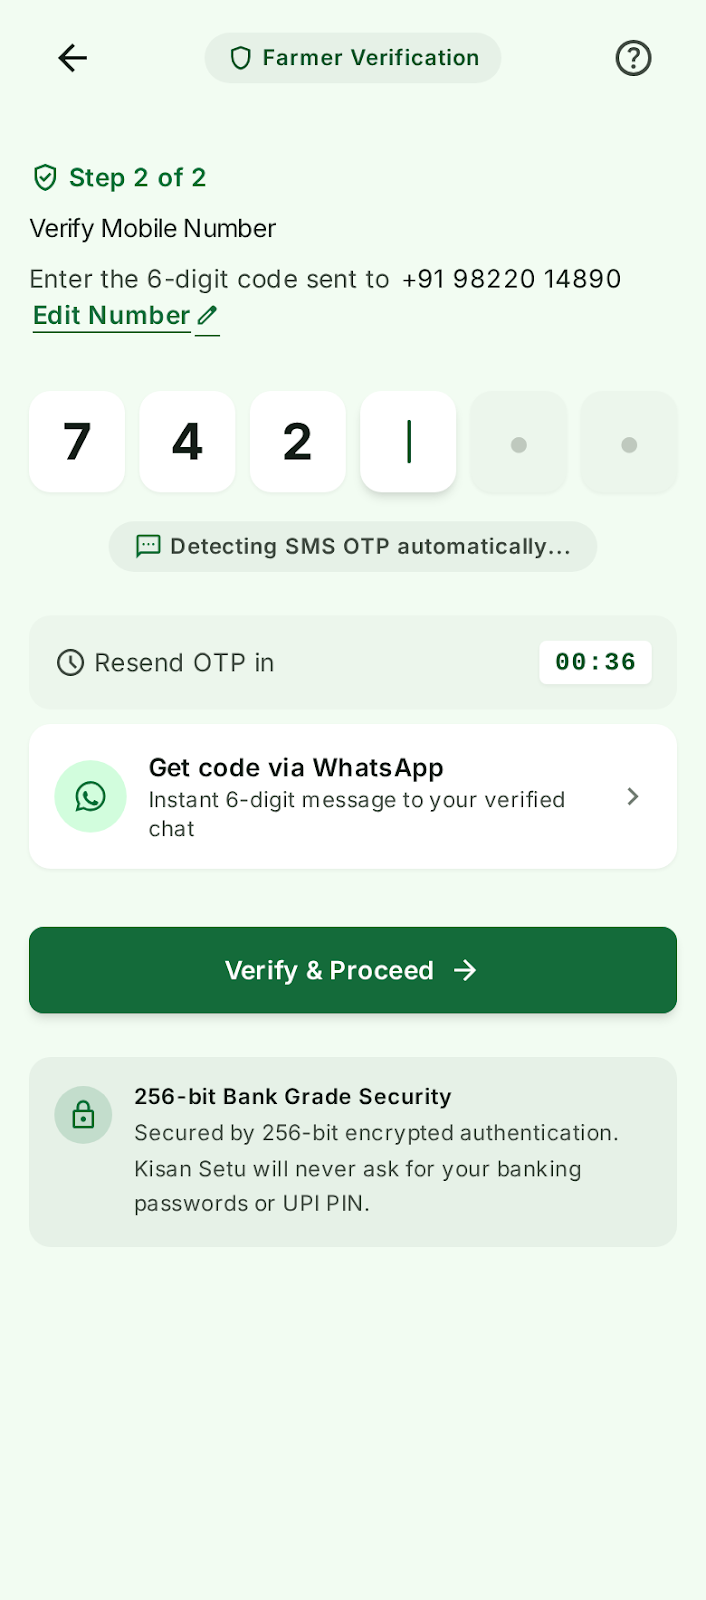 Farmer Verification
Step 2 of 2
Verify Mobile Number
Enter the 6-digit code sent to +91 98220 14890
Edit Number
7 4 2
Detecting SMS OTP automatically...
Resend OTP in 00:36
Get code via WhatsApp
Instant 6-digit message to your verified
chat
Verify & Proceed
256-bit Bank Grade Security
Secured by 256-bit encrypted authentication.
Kisan Setu will never ask for your banking
passwords or UPI PIN.